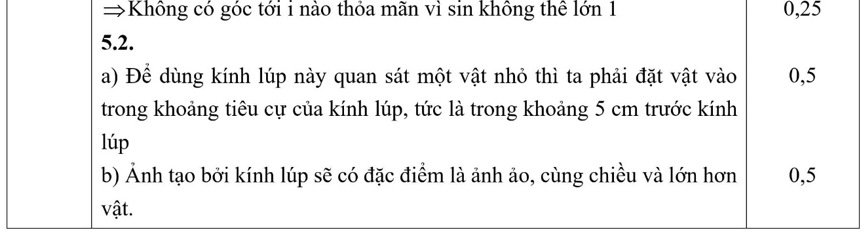 ⇒Không có góc tới i nào thỏa mãn vì sin không thể lớn 1 0,25
5.2.
a) Để dùng kính lúp này quan sát một vật nhỏ thì ta phải đặt vật vào 0,5
trong khoảng tiêu cự của kính lúp, tức là trong khoảng 5 cm trước kính
lúp
b) Ảnh tạo bởi kính lúp sẽ có đặc điểm là ảnh ảo, cùng chiều và lớn hơn 0,5
vật.